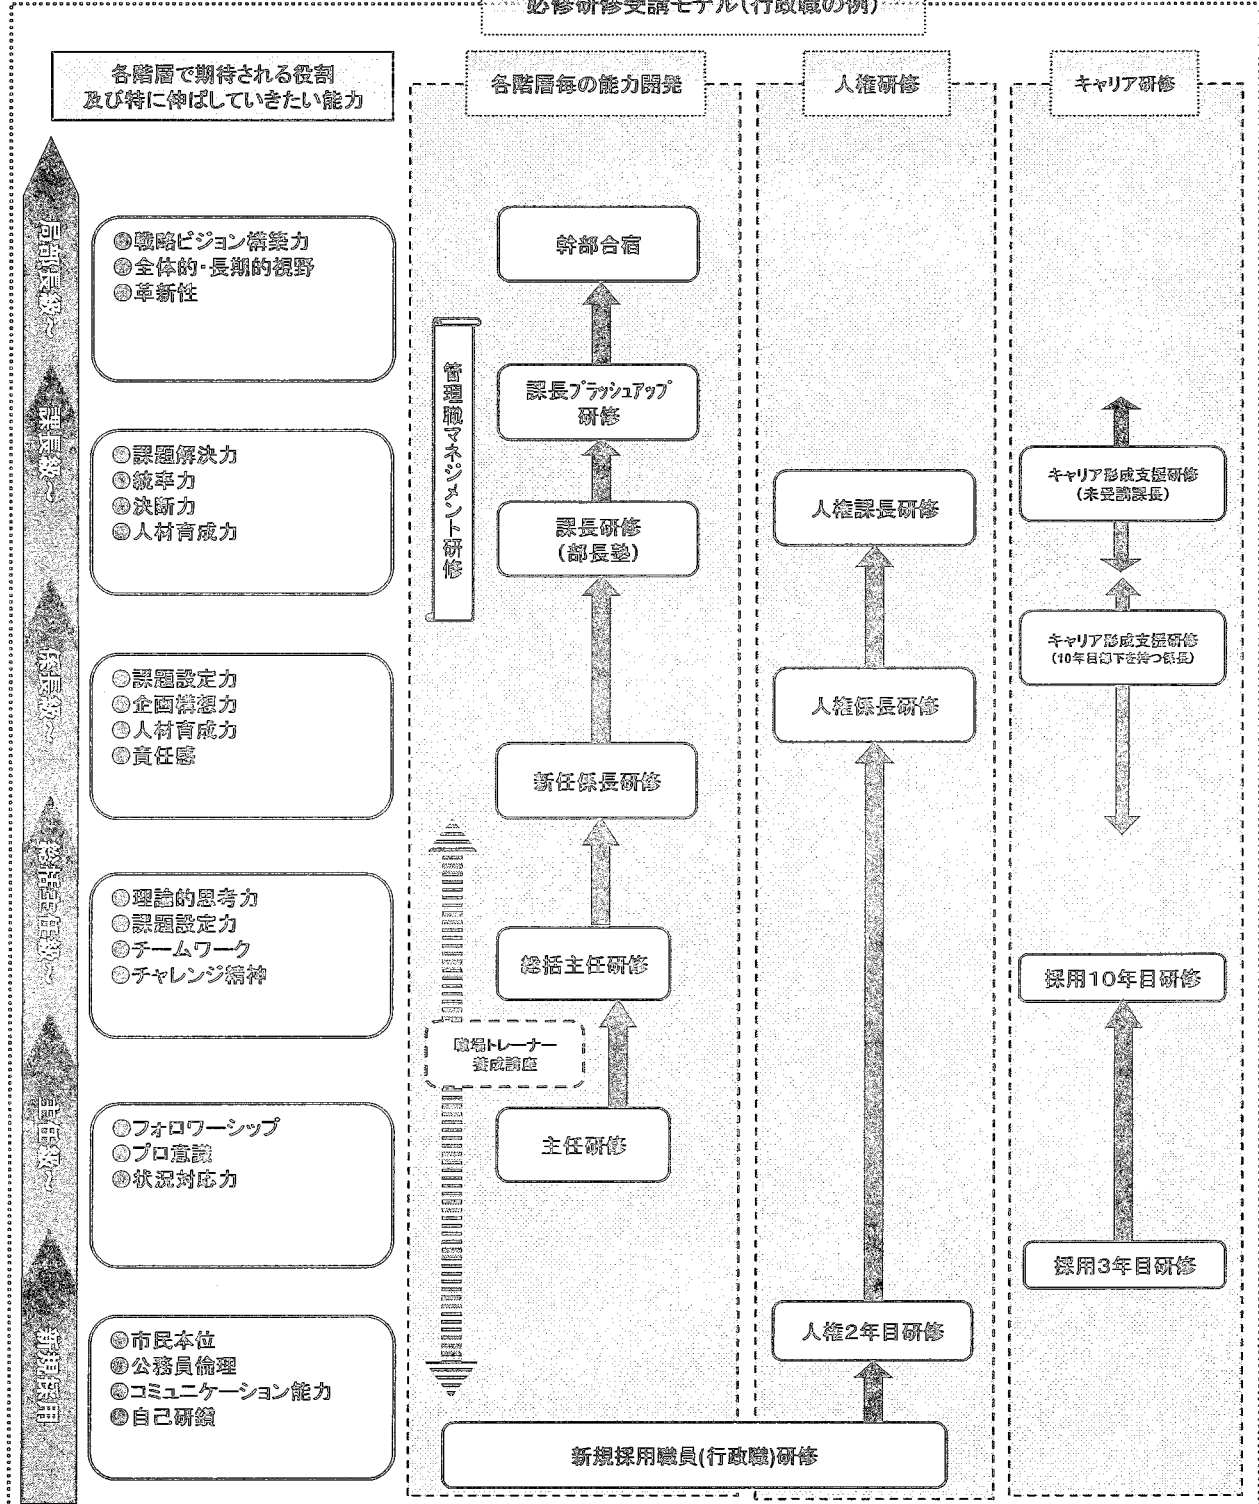 必修研修受講モデル(行政職の例)
各階層で期待される役割
及び特に伸ばしていきたい能力
各階層毎の能力開発
人権研修
キャリア研修
局部長級~
●戦略ビジョン構築力
●全体的・長期的視野
●革新性
幹部合宿
管理職マネジメント研修
課長ブラッシュアップ
研修
課長級~
●課題解決力
●統率力
●決断力
●人材育成力
課長研修
(部長塾)
人権課長研修
キャリア形成支援研修
(未受講課長)
係長級~
●課題設定力
●企画構想力
●人材育成力
●責任感
新任係長研修
人権係長研修
キャリア形成支援研修
(10年目部下を持つ係長)
総括主任級~
●理論的思考力
●課題設定力
●チームワーク
●チャレンジ精神
総括主任研修
採用10年目研修
職場トレーナー
養成講座
主任級~
●フォロワーシップ
●プロ意識
●状況対応力
主任研修
採用3年目研修
新規採用
●市民本位
●公務員倫理
●コミュニケーション能力
●自己研鑽
人権2年目研修
新規採用職員(行政職)研修